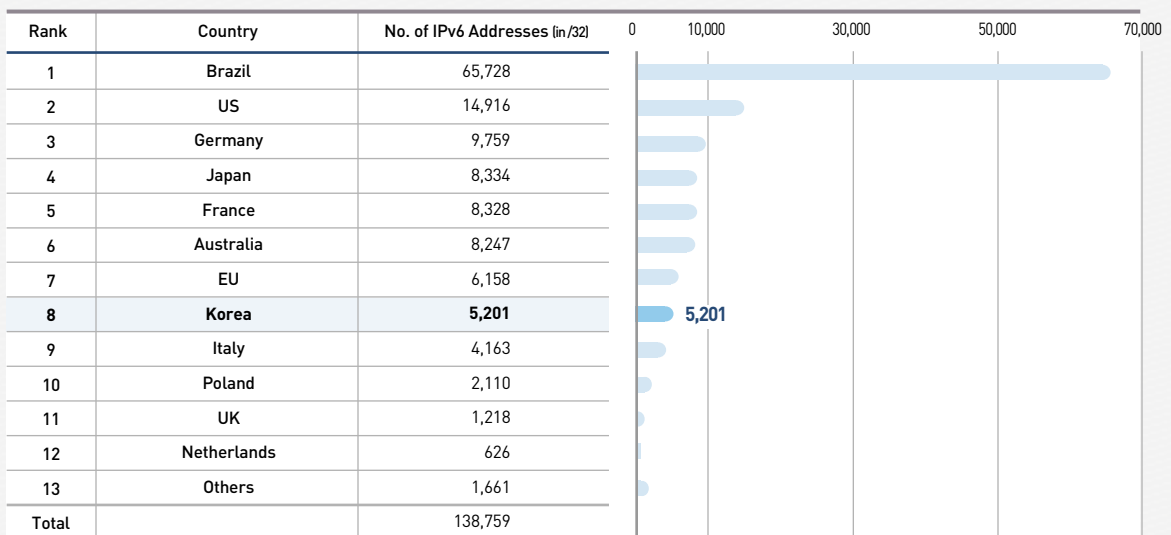 Rank Country No. of IPv6 Addresses (in /32) 0 10,000 30,000 50,000 70,000
1 Brazil 65,728
2 US 14,916
3 Germany 9,759
4 Japan 8,334
5 France 8,328
6 Australia 8,247
7 EU 6,158
8 Korea 5,201 5,201
9 Italy 4,163
10 Poland 2,110
11 UK 1,218
12 Netherlands 626
13 Others 1,661
Total 138,759